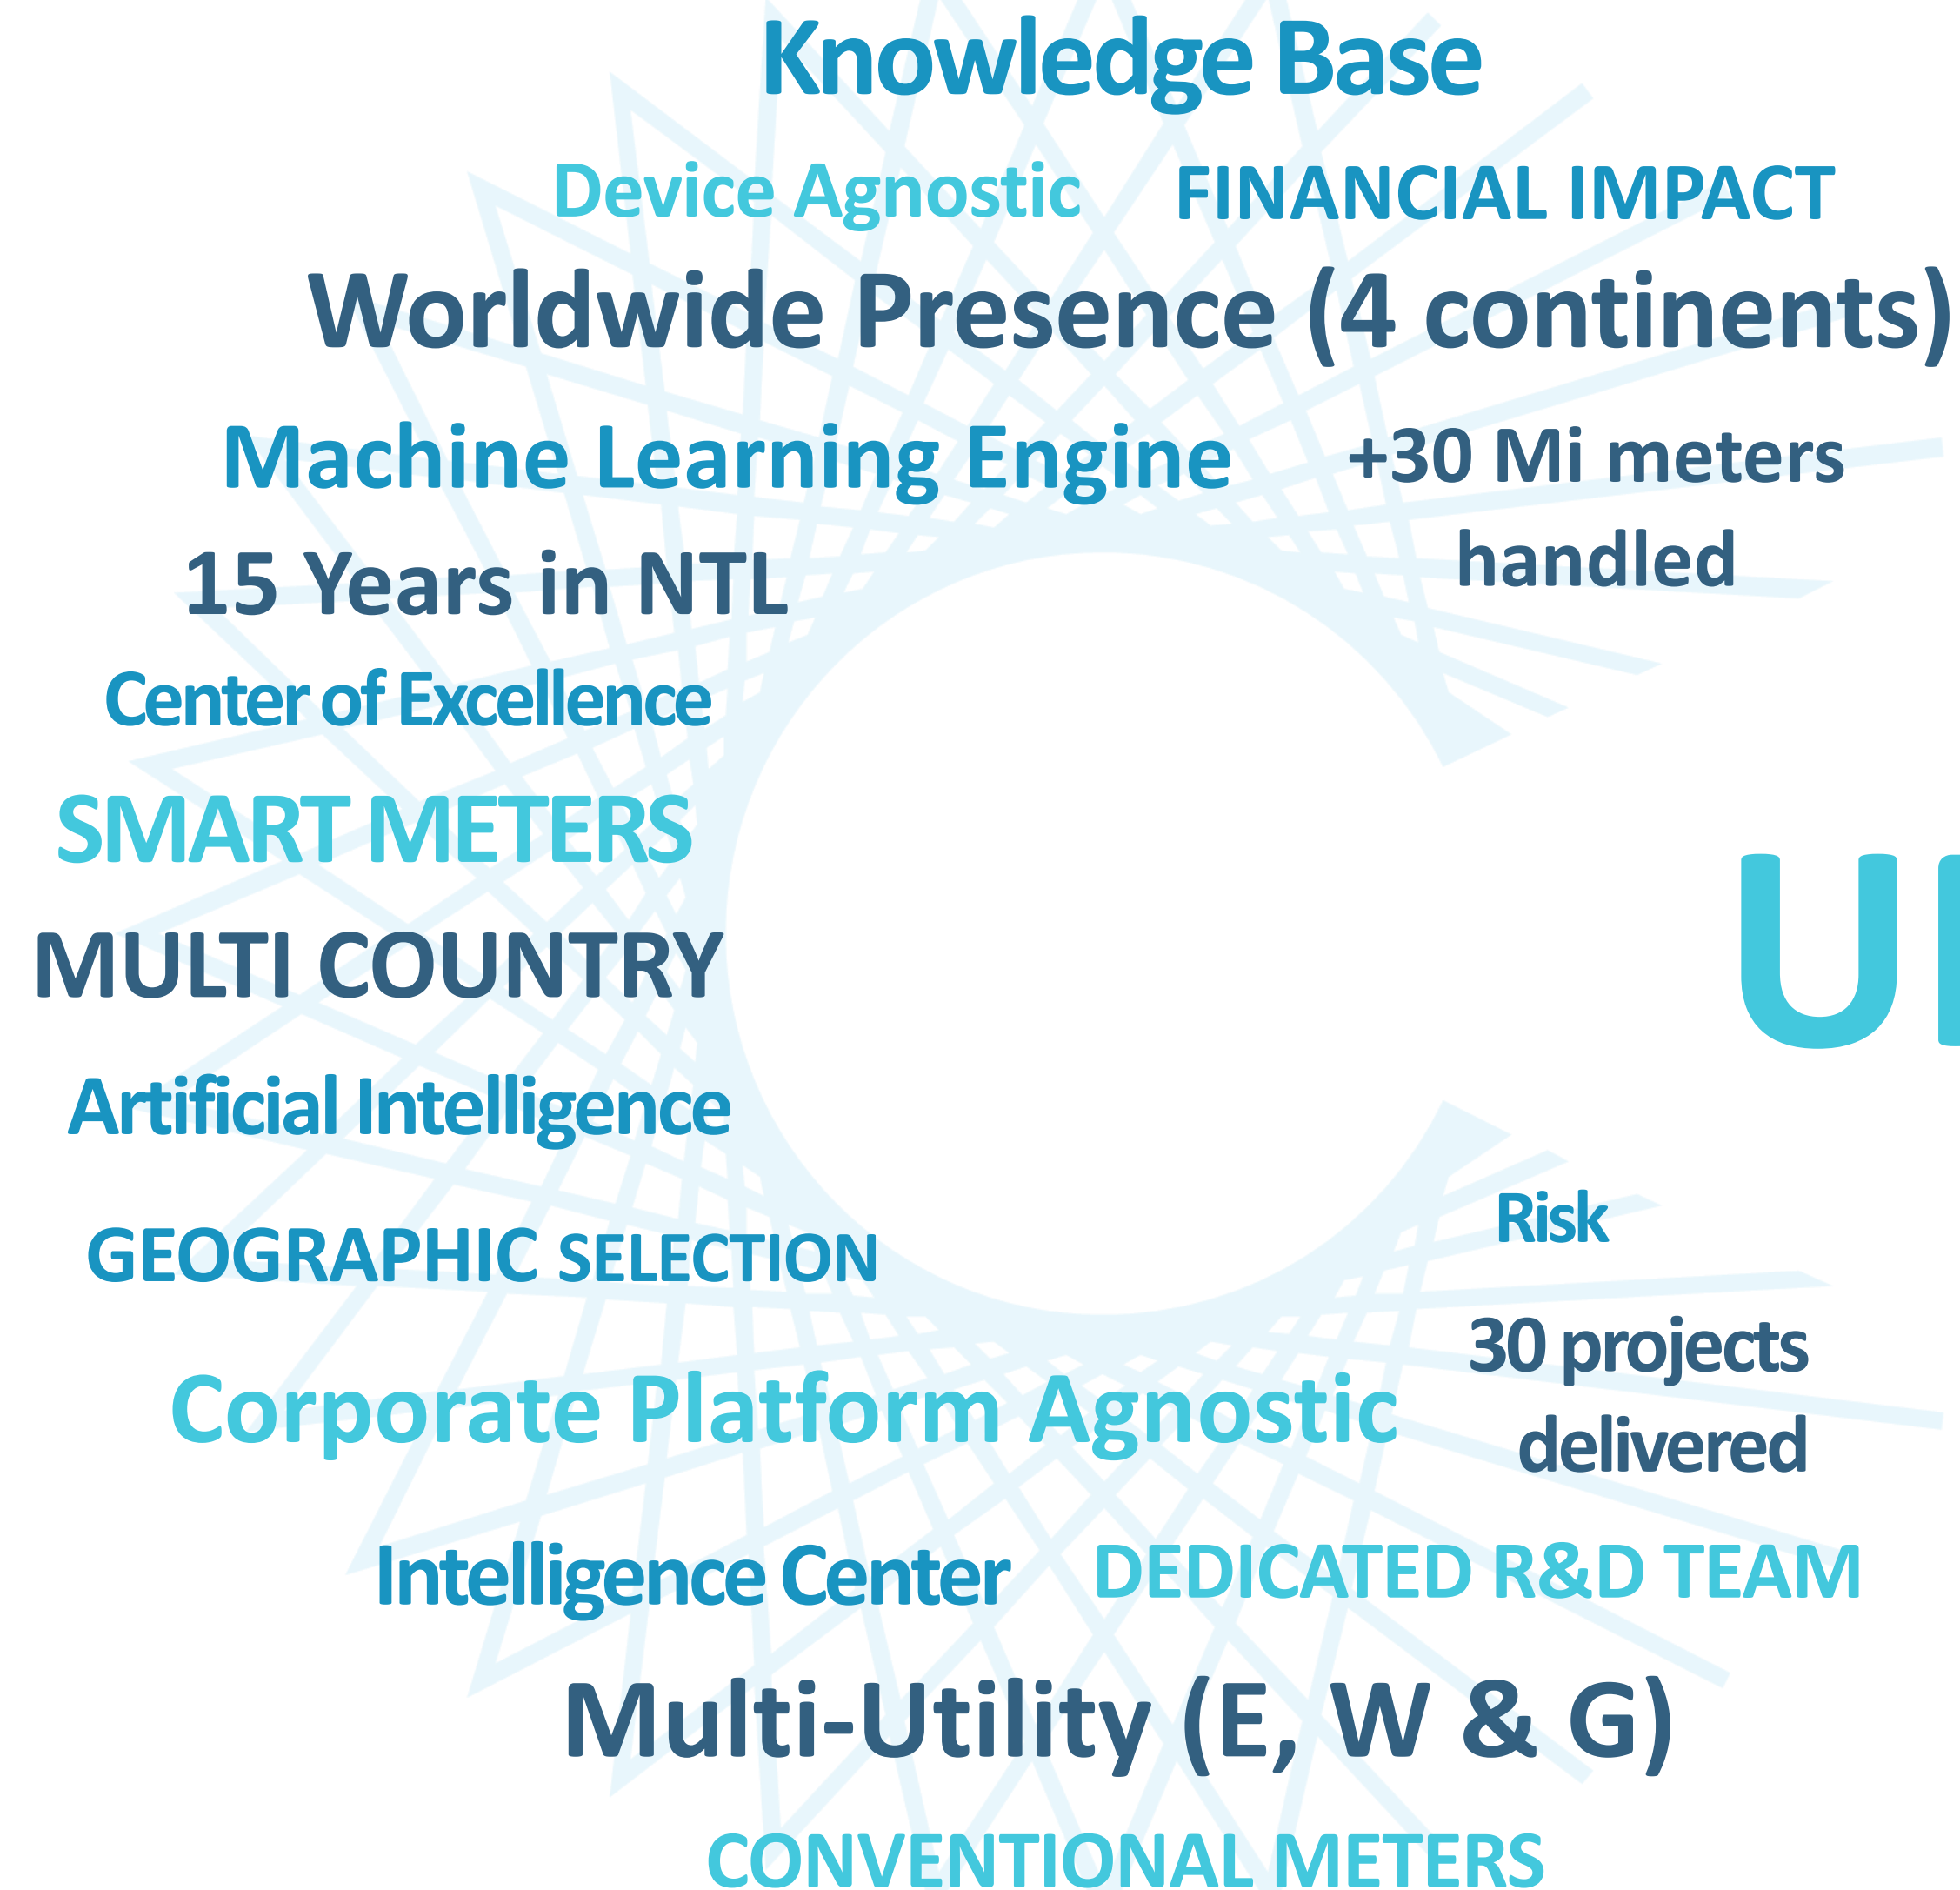 Knowledge Base
Device Agnostic FINANCIAL IMPACT
Worldwide Presence (4 continents)
Machine Learning Engine +30 Mi meters
handled
15 Years in NTL
Center of Excellence
SMART METERS
MULTI COUNTRY
Artificial Intelligence
Risk
GEOGRAPHIC SELECTION
30 projects
delivered
Corporate Platform Agnostic
Intelligence Center DEDICATED R&D TEAM
Multi-Utility (E, W & G)
CONVENTIONAL METERS